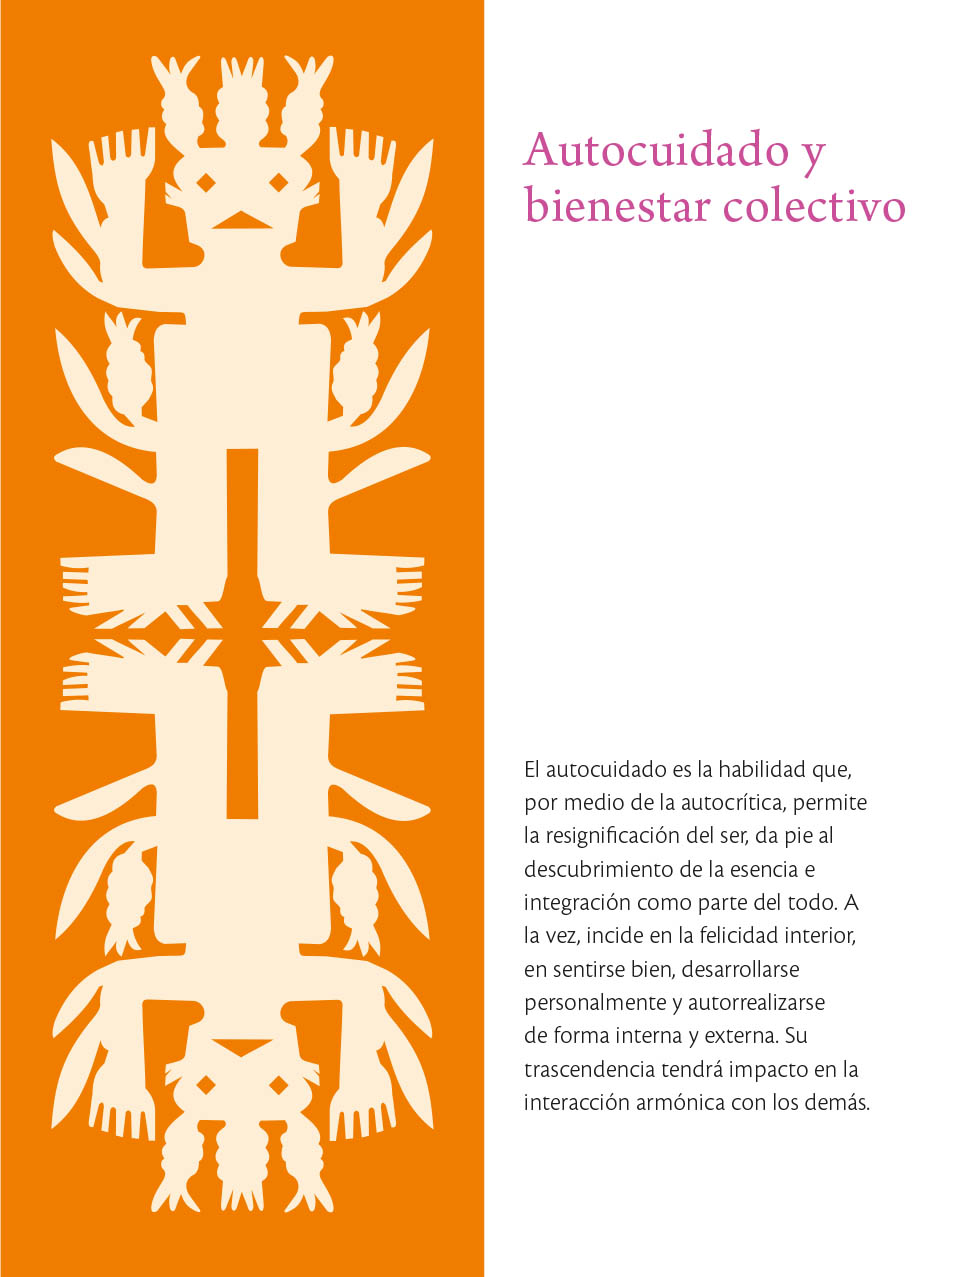 Autocuidado y
bienestar colectivo
El autocuidado es la habilidad que,
por medio de la autocrítica, permite
la resignificación del ser, da pie al
descubrimiento de la esencia e
integración como parte del todo. A
la vez, incide en la felicidad interior,
en sentirse bien, desarrollarse
personalmente y autorrealizarse
de forma interna y externa. Su
trascendencia tendrá impacto en la
interacción armónica con los demás.